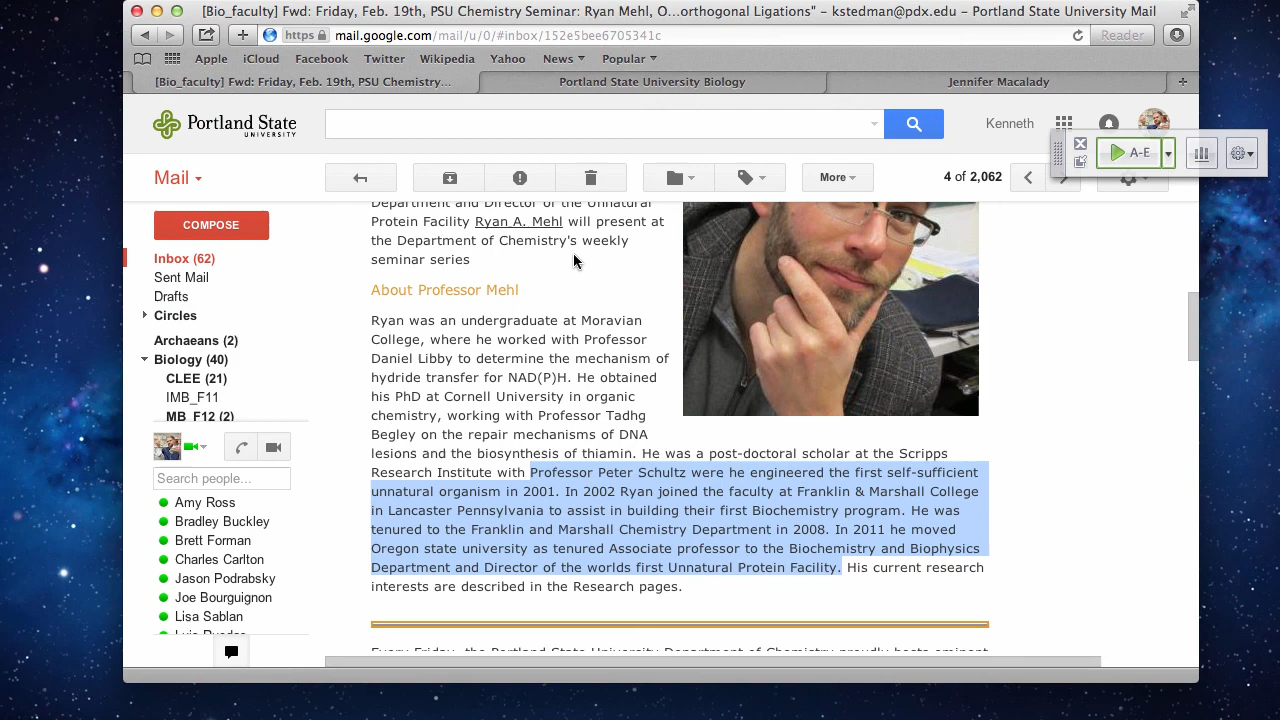 [Bio_faculty] Fwd: Friday, Feb. 19th, PSU Chemistry Seminar: Ryan Mehl, O...orthogonal Ligations" – kstedman@pdx.edu – Portland State University Mail
https mail.google.com/mail/u/0/#inbox/152e5bee6705341c Reader
Apple iCloud Facebook Twitter Wikipedia Yahoo News Popular
[Bio_faculty] Fwd: Friday, Feb. 19th, PSU Chemistry... Portland State University Biology Jennifer Macalady
Portland State
UNIVERSITY
Kenneth
A-E
Mail
More
4 of 2,062
COMPOSE
Inbox (62)
Sent Mail
Drafts
Circles
Archaeans (2)
Biology (40)
CLEE (21)
IMB_F11
MB_F12 (2)
Search people...
Amy Ross
Bradley Buckley
Brett Forman
Charles Carlton
Jason Podrabsky
Joe Bourguignon
Lisa Sablan
Department and Director of the Unnatural
Protein Facility Ryan A. Mehl will present at
the Department of Chemistry's weekly
seminar series
About Professor Mehl
Ryan was an undergraduate at Moravian
College, where he worked with Professor
Daniel Libby to determine the mechanism of
hydride transfer for NAD(P)H. He obtained
his PhD at Cornell University in organic
chemistry, working with Professor Tadhg
Begley on the repair mechanisms of DNA
lesions and the biosynthesis of thiamin. He was a post-doctoral scholar at the Scripps
Research Institute with Professor Peter Schultz were he engineered the first self-sufficient
unnatural organism in 2001. In 2002 Ryan joined the faculty at Franklin & Marshall College
in Lancaster Pennsylvania to assist in building their first Biochemistry program. He was
tenured to the Franklin and Marshall Chemistry Department in 2008. In 2011 he moved
Oregon state university as tenured Associate professor to the Biochemistry and Biophysics
Department and Director of the worlds first Unnatural Protein Facility. His current research
interests are described in the Research pages.
Every Friday, the Portland State University Department of Chemistry proudly hosts eminent